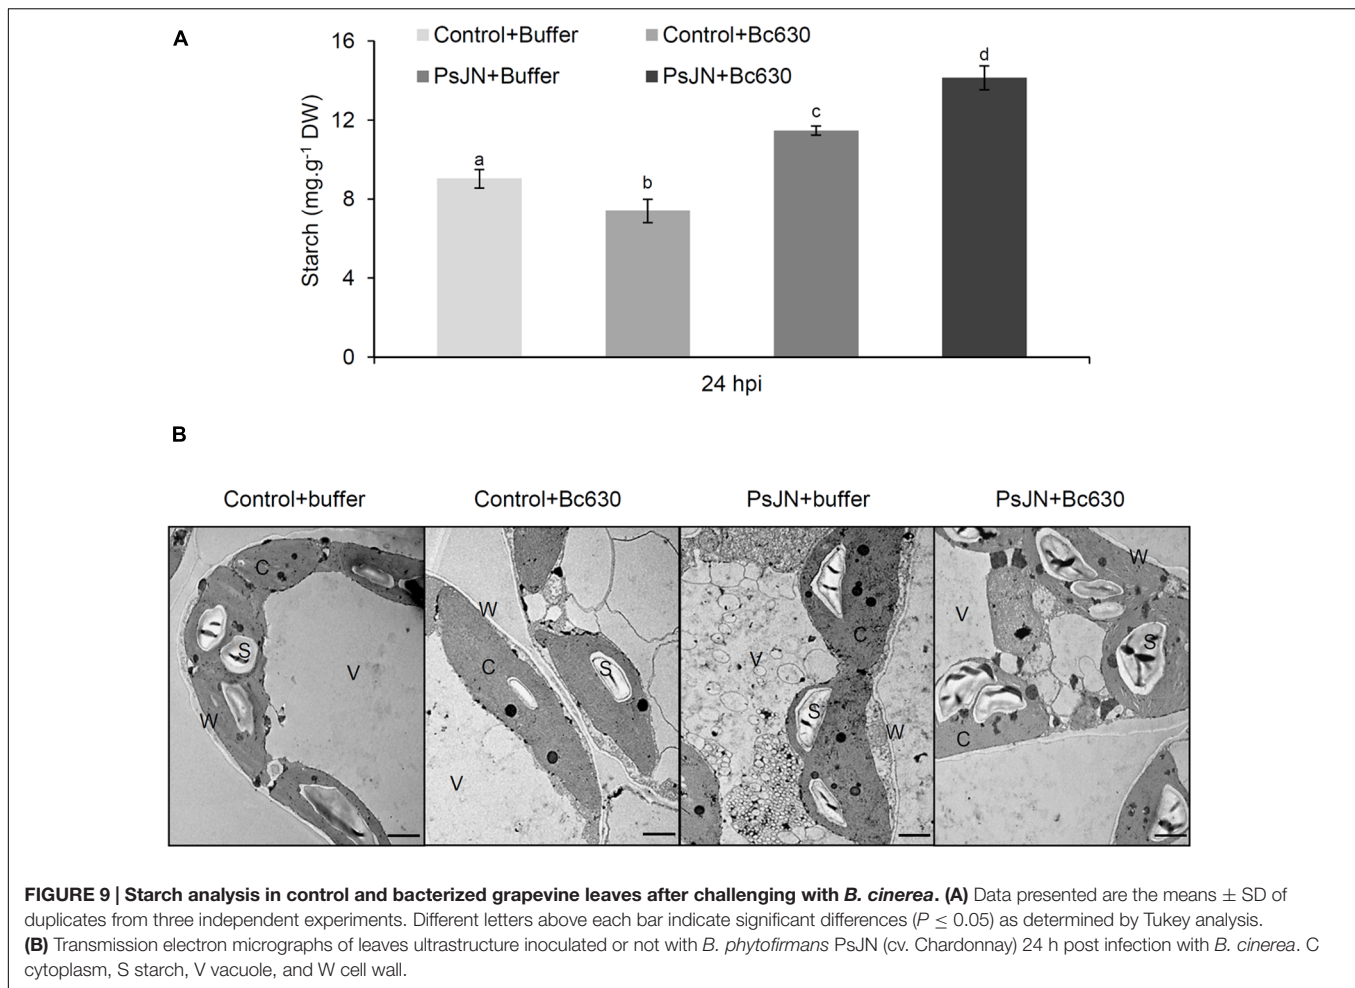 A
16
12
8
4
0
Starch (mg.g⁻¹ DW)
Control+Buffer
Control+Bc630
PsJN+Buffer
PsJN+Bc630
a
b
c
d
24 hpi
B
Control+buffer
Control+Bc630
PsJN+buffer
PsJN+Bc630
C
S
V
W
W
C
S
V
C
V
S
W
W
V
S
C
FIGURE 9 | Starch analysis in control and bacterized grapevine leaves after challenging with B. cinerea. (A) Data presented are the means ± SD of
duplicates from three independent experiments. Different letters above each bar indicate significant differences (P ≤ 0.05) as determined by Tukey analysis.
(B) Transmission electron micrographs of leaves ultrastructure inoculated or not with B. phytofirmans PsJN (cv. Chardonnay) 24 h post infection with B. cinerea. C
cytoplasm, S starch, V vacuole, and W cell wall.